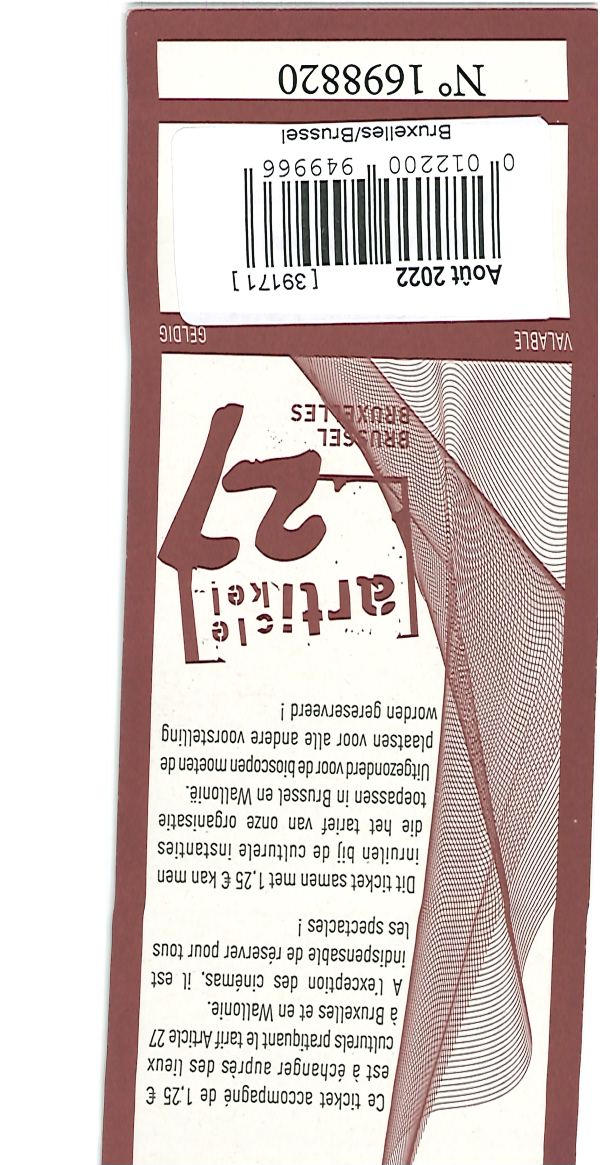 Ce ticket accompagné de 1,25 €
est à échanger auprès des lieux
culturels pratiquant le tarif Article 27
à Bruxelles et en Wallonie.
A l'exception des cinémas, il est
indispensable de réserver pour tous
les spectacles !
Dit ticket samen met 1,25 € kan men
inruilen bij de culturele instanties
die het tarief van onze organisatie
toepassen in Brussel en Wallonië.
Uitgezonderd voor de bioscopen moeten de
plaatsen voor alle andere voorstelling
worden gereserveerd !
[arti cle
kel]
27
BRUSSEL
BRUXELLES
VALABLE GELDIG
Août 2022 [39171]
0 012200 949966
Bruxelles/Brussel
N° 1698820